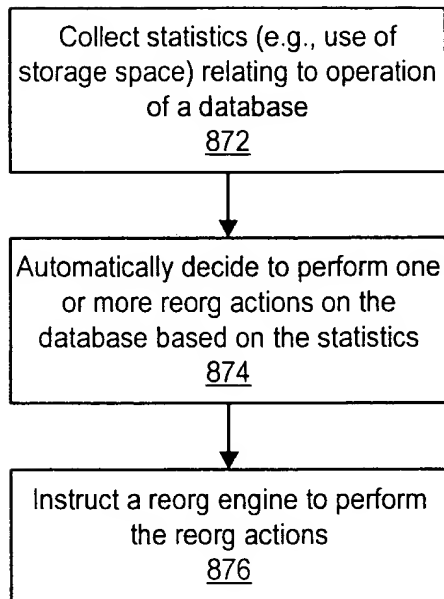 Collect statistics (e.g., use of
storage space) relating to operation
of a database
872
Automatically decide to perform one
or more reorg actions on the
database based on the statistics
874
Instruct a reorg engine to perform
the reorg actions
876